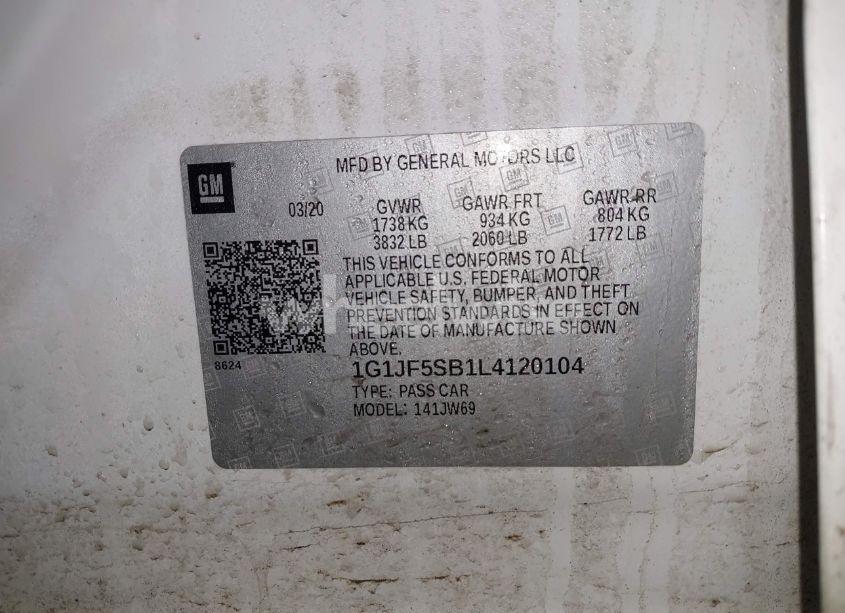 GM
MFD BY GENERAL MOTORS LLC
03/20
GVWR GAWR FRT GAWR RR
1738 KG 934 KG 804 KG
3832 LB 2060 LB 1772 LB
THIS VEHICLE CONFORMS TO ALL
APPLICABLE U.S. FEDERAL MOTOR
VEHICLE SAFETY, BUMPER, AND THEFT
PREVENTION STANDARDS IN EFFECT ON
THE DATE OF MANUFACTURE SHOWN
ABOVE.
8624
1G1JF5SB1L4120104
TYPE: PASS CAR
MODEL: 141JW69